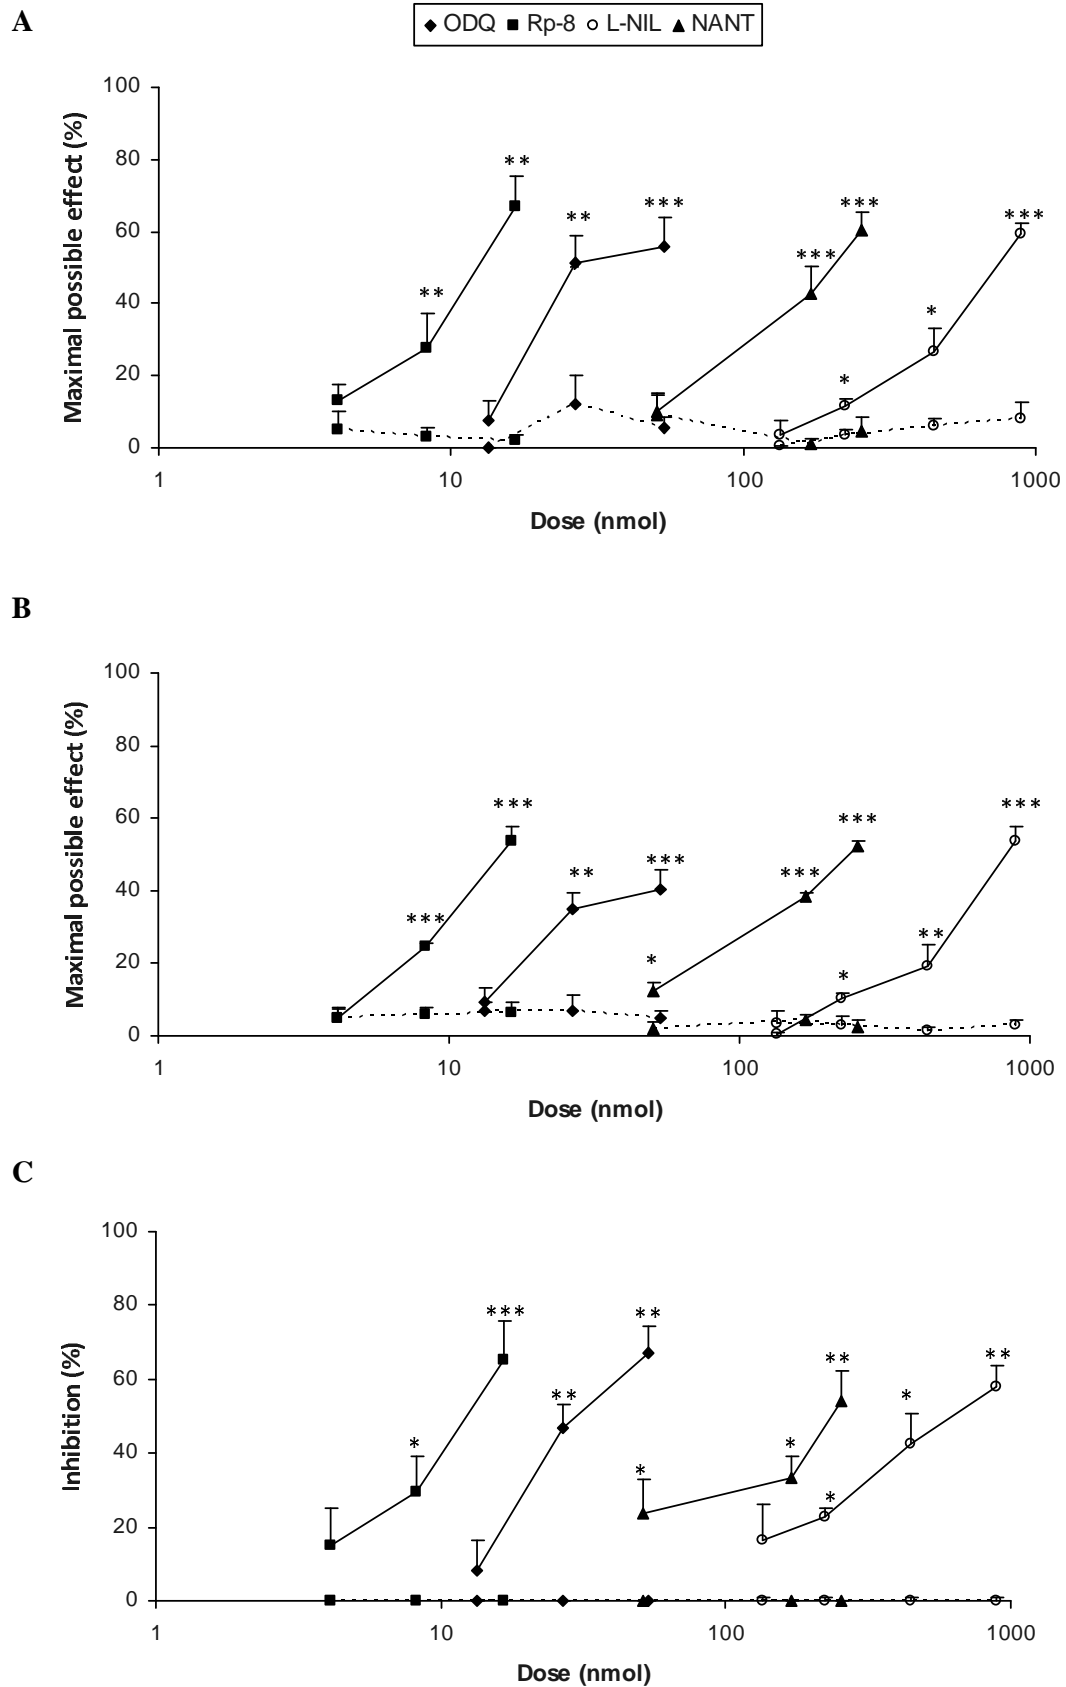 A
ODQ Rp-8 L-NIL NANT
Maximal possible effect (%)
100
80
60
40
20
0
** ** ** *** *** *** * * ***
1 10 100 1000
Dose (nmol)
B
Maximal possible effect (%)
100
80
60
40
20
0
*** *** ** *** * *** *** * ** ***
1 10 100 1000
Dose (nmol)
C
Inhibition (%)
100
80
60
40
20
0
* *** ** ** * * ** * * **
1 10 100 1000
Dose (nmol)